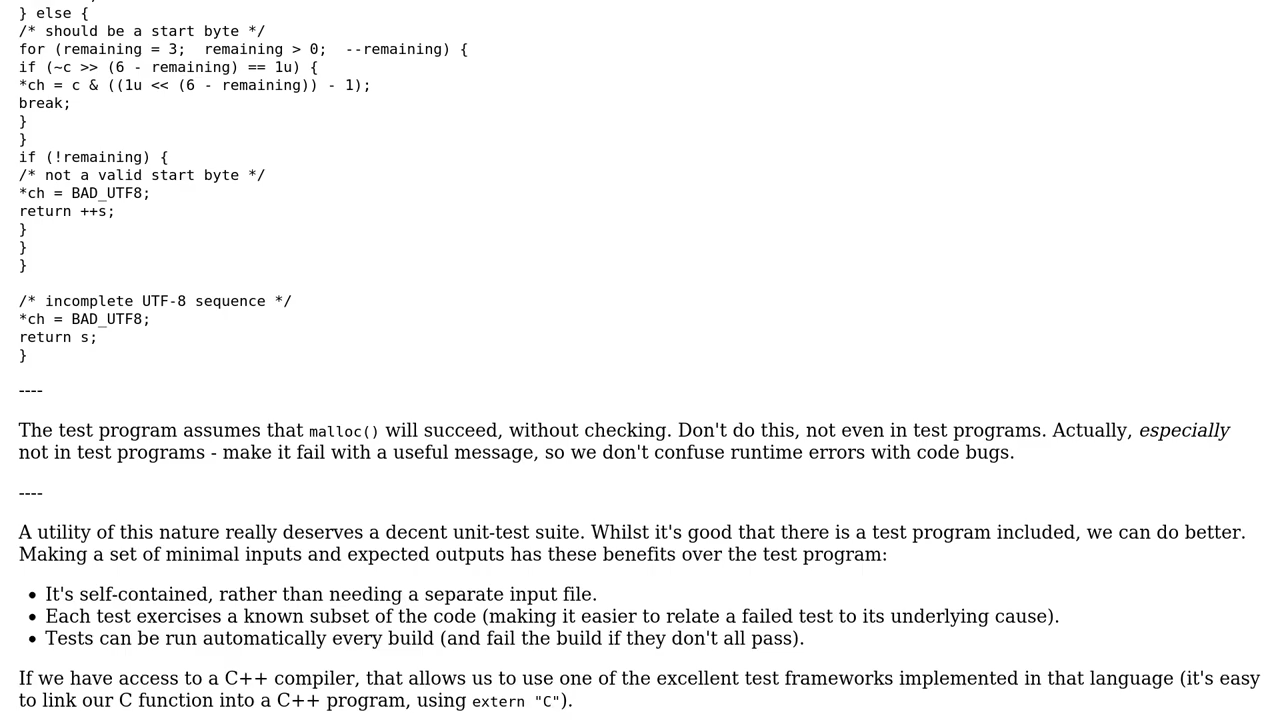 } else {
/* should be a start byte */
for (remaining = 3;  remaining > 0;  --remaining) {
if (~c >> (6 - remaining) == 1u) {
*ch = c & ((1u << (6 - remaining)) - 1);
break;
}
}
if (!remaining) {
/* not a valid start byte */
*ch = BAD_UTF8;
return ++s;
}
}
}

/* incomplete UTF-8 sequence */
*ch = BAD_UTF8;
return s;
}
----
The test program assumes that malloc() will succeed, without checking. Don't do this, not even in test programs. Actually, especially
not in test programs - make it fail with a useful message, so we don't confuse runtime errors with code bugs.
----
A utility of this nature really deserves a decent unit-test suite. Whilst it's good that there is a test program included, we can do better.
Making a set of minimal inputs and expected outputs has these benefits over the test program:
• It's self-contained, rather than needing a separate input file.
• Each test exercises a known subset of the code (making it easier to relate a failed test to its underlying cause).
• Tests can be run automatically every build (and fail the build if they don't all pass).
If we have access to a C++ compiler, that allows us to use one of the excellent test frameworks implemented in that language (it's easy
to link our C function into a C++ program, using extern "C").